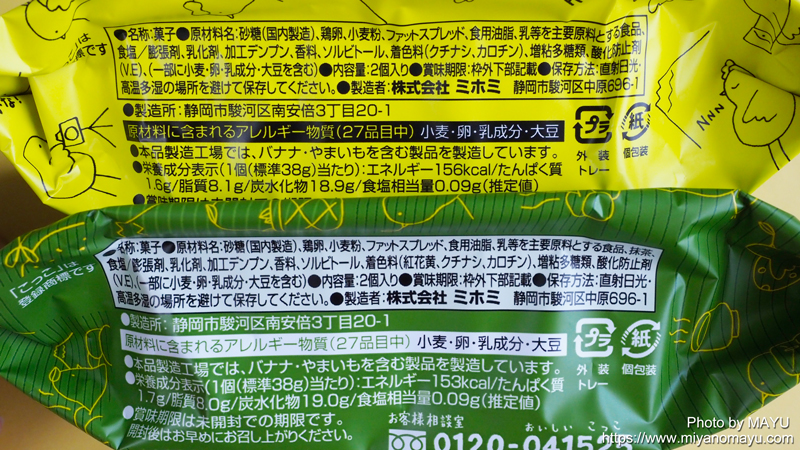 ●名称:菓子●原材料名:砂糖(国内製造)、鶏卵、小麦粉、ファットスプレッド、食用油脂、乳等を主要原料とする食品、
食塩/膨張剤、乳化剤、加工デンプン、香料、ソルビトール、着色料(クチナシ、カロチン)、増粘多糖類、酸化防止剤
(V.E)、(一部に小麦・卵・乳成分・大豆を含む)●内容量:2個入り●賞味期限:枠外下部記載●保存方法:直射日光・
高温多湿の場所を避けて保存してください。●製造者:株式会社 ミホミ 静岡市駿河区中原696-1
●製造所:静岡市駿河区南安倍3丁目20-1
原材料に含まれるアレルギー物質(27品目中) 小麦・卵・乳成分・大豆
●本品製造工場では、バナナ・やまいもを含む製品を製造しています。
●栄養成分表示(1個(標準38g)当たり):エネルギー156kcal/たんぱく質
1.6g/脂質8.1g/炭水化物18.9g/食塩相当量0.09g(推定値)
プラ
外装
トレー
紙
個包装
「こっこ」は
登録商標です
●名称:菓子●原材料名:砂糖(国内製造)、鶏卵、小麦粉、ファットスプレッド、食用油脂、乳等を主要原料とする食品、抹茶、
食塩/膨張剤、乳化剤、加工デンプン、香料、ソルビトール、着色料(紅花黄、クチナシ、カロチン)、増粘多糖類、酸化防止剤
(V.E)、(一部に小麦・卵・乳成分・大豆を含む)●内容量:2個入り●賞味期限:枠外下部記載●保存方法:直射日光・
高温多湿の場所を避けて保存してください。●製造者:株式会社 ミホミ 静岡市駿河区中原696-1
●製造所:静岡市駿河区南安倍3丁目20-1
原材料に含まれるアレルギー物質(27品目中) 小麦・卵・乳成分・大豆
●本品製造工場では、バナナ・やまいもを含む製品を製造しています。
●栄養成分表示(1個(標準38g)当たり):エネルギー153kcal/たんぱく質
1.7g/脂質8.0g/炭水化物19.0g/食塩相当量0.09g(推定値)
●賞味期限は未開封での期限です。
開封後はお早めにお召し上がりください。
プラ
外装
トレー
紙
個包装
お客様相談室
おいしい こっこ
0120-041525
Photo by MAYU
https://www.miyanomayu.com/